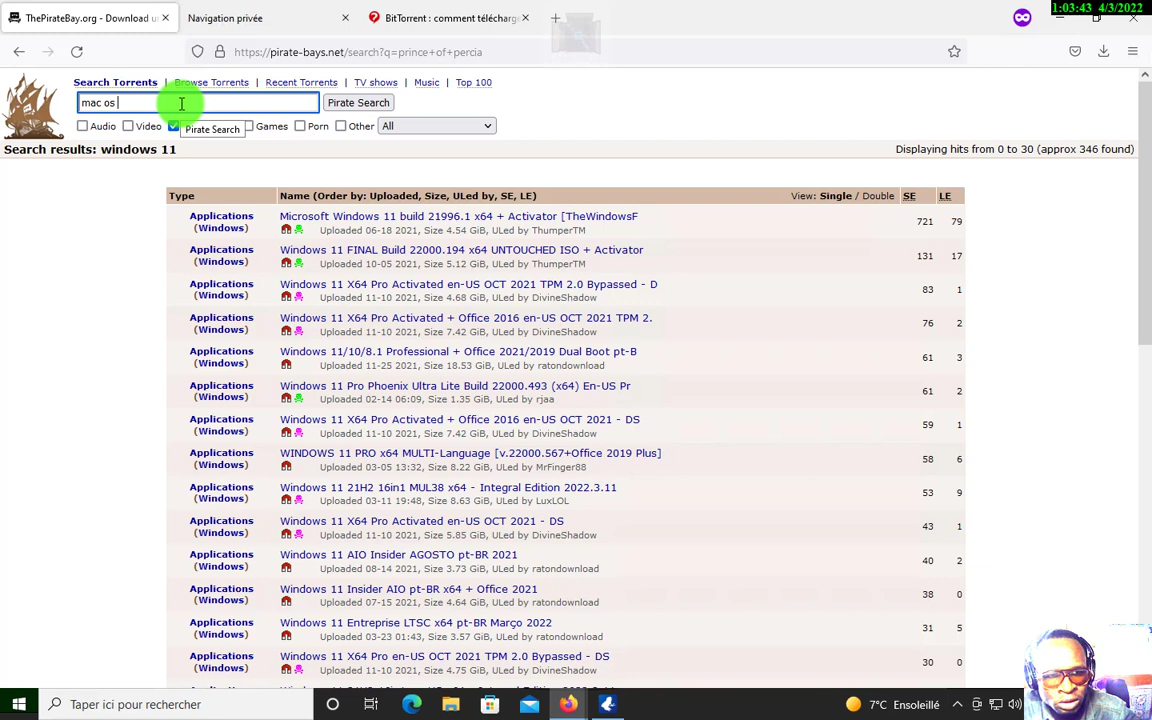 1:03:43 4/3/2022
ThePirateBay.org - Download u
Navigation privée
BitTorrent : comment télécharge
https://pirate-bays.net/search?q=prince+of+percia
Search Torrents | Browse Torrents | Recent Torrents | TV shows | Music | Top 100
mac os
Pirate Search
Audio Video Games Porn Other All
Pirate Search
Search results: windows 11
Displaying hits from 0 to 30 (approx 346 found)
Type Name (Order by: Uploaded, Size, ULed by, SE, LE) View: Single / Double SE LE
Applications Microsoft Windows 11 build 21996.1 x64 + Activator [TheWindowsF 721 79
(Windows) Uploaded 06-18 2021, Size 4.54 GiB, ULed by ThumperTM
Applications Windows 11 FINAL Build 22000.194 x64 UNTOUCHED ISO + Activator 131 17
(Windows) Uploaded 10-05 2021, Size 5.12 GiB, ULed by ThumperTM
Applications Windows 11 X64 Pro Activated en-US OCT 2021 TPM 2.0 Bypassed - D 83 1
(Windows) Uploaded 11-10 2021, Size 4.68 GiB, ULed by DivineShadow
Applications Windows 11 X64 Pro Activated + Office 2016 en-US OCT 2021 TPM 2. 76 2
(Windows) Uploaded 11-10 2021, Size 7.42 GiB, ULed by DivineShadow
Applications Windows 11/10/8.1 Professional + Office 2021/2019 Dual Boot pt-B 61 3
(Windows) Uploaded 11-25 2021, Size 18.53 GiB, ULed by ratondownload
Applications Windows 11 Pro Phoenix Ultra Lite Build 22000.493 (x64) En-US Pr 61 2
(Windows) Uploaded 02-14 06:09, Size 1.35 GiB, ULed by rjaa
Applications Windows 11 X64 Pro Activated + Office 2016 en-US OCT 2021 - DS 59 1
(Windows) Uploaded 11-10 2021, Size 7.42 GiB, ULed by DivineShadow
Applications WINDOWS 11 PRO x64 MULTI-Language [v.22000.567+Office 2019 Plus] 58 6
(Windows) Uploaded 03-05 13:32, Size 8.22 GiB, ULed by MrFinger88
Applications Windows 11 21H2 16in1 MUL38 x64 - Integral Edition 2022.3.11 53 9
(Windows) Uploaded 03-11 19:48, Size 8.63 GiB, ULed by LuxLOL
Applications Windows 11 X64 Pro Activated en-US OCT 2021 - DS 43 1
(Windows) Uploaded 11-10 2021, Size 5.85 GiB, ULed by DivineShadow
Applications Windows 11 AIO Insider AGOSTO pt-BR 2021 40 2
(Windows) Uploaded 08-14 2021, Size 3.73 GiB, ULed by ratondownload
Applications Windows 11 Insider AIO pt-BR x64 + Office 2021 38 0
(Windows) Uploaded 07-15 2021, Size 4.64 GiB, ULed by ratondownload
Applications Windows 11 Entreprise LTSC x64 pt-BR Março 2022 31 5
(Windows) Uploaded 03-23 01:43, Size 3.57 GiB, ULed by ratondownload
Applications Windows 11 X64 Pro en-US OCT 2021 TPM 2.0 Bypassed - DS 30 0
(Windows) Uploaded 11-10 2021, Size 4.75 GiB, ULed by DivineShadow
Taper ici pour rechercher
7°C Ensoleillé